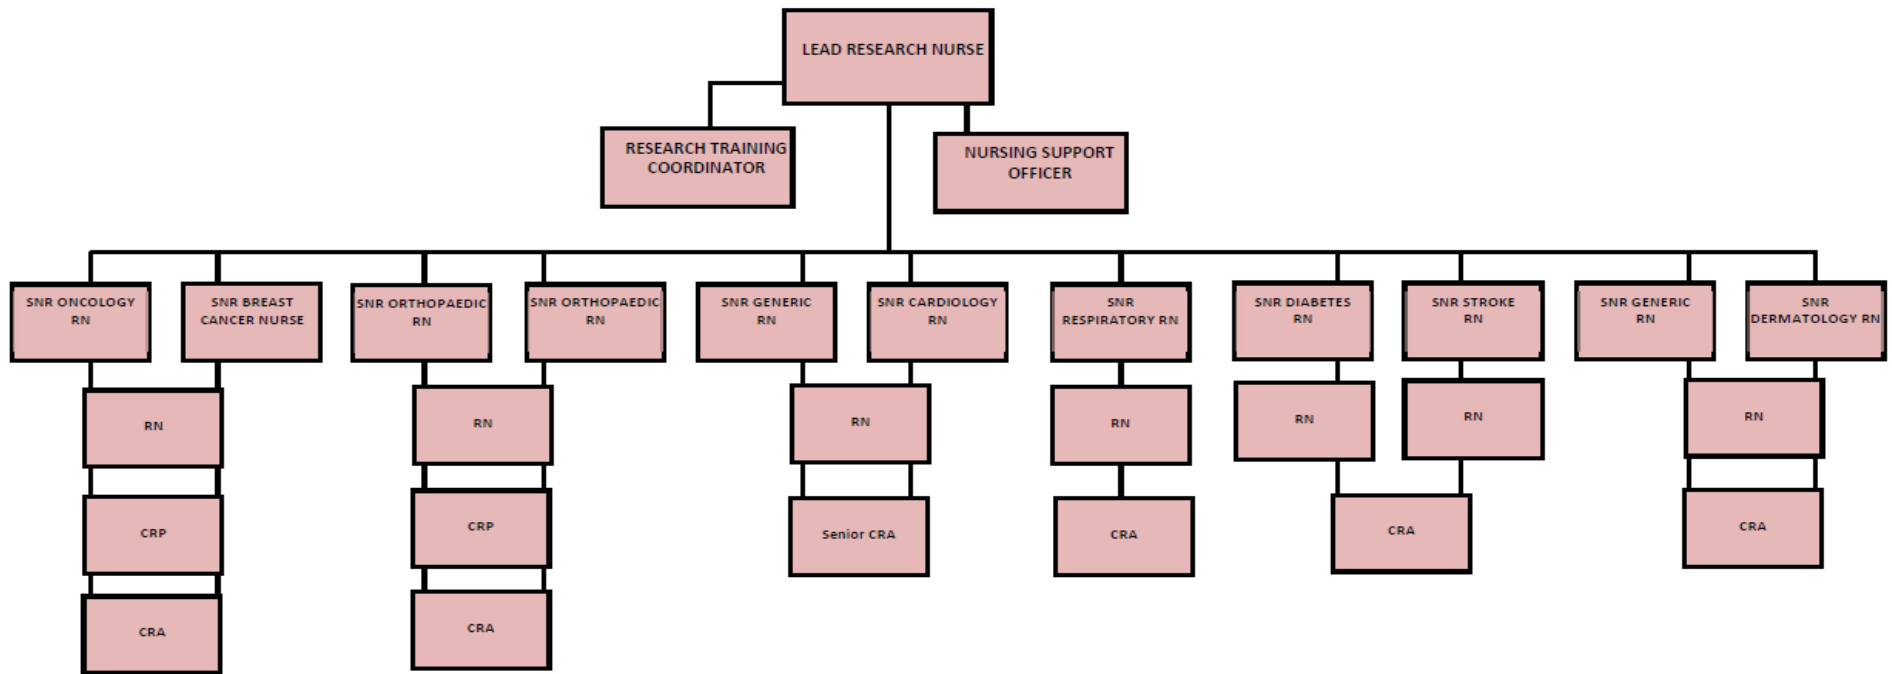 LEAD RESEARCH NURSE
RESEARCH TRAINING
COORDINATOR
NURSING SUPPORT
OFFICER
SNR ONCOLOGY
RN
SNR BREAST
CANCER NURSE
SNR ORTHOPAEDIC
RN
SNR ORTHOPAEDIC
RN
SNR GENERIC
RN
SNR CARDIOLOGY
RN
SNR
RESPIRATORY RN
SNR DIABETES
RN
SNR STROKE
RN
SNR GENERIC
RN
SNR
DERMATOLOGY RN
RN
RN
RN
RN
RN
RN
RN
CRP
CRP
Senior CRA
CRA
CRA
CRA
CRA
CRA